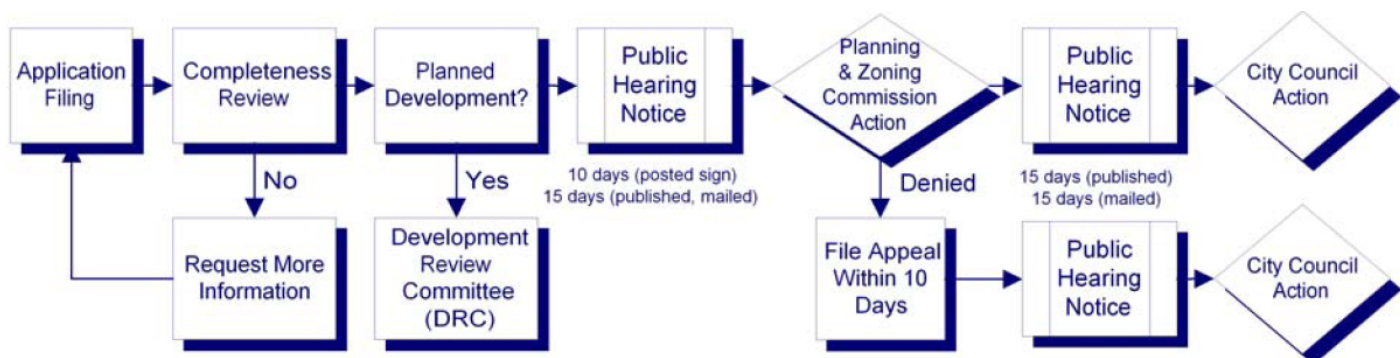 Application
Filing
Completeness
Review
Planned
Development?
Public
Hearing
Notice
Planning
& Zoning
Commission
Action
Public
Hearing
Notice
City Council
Action
No
Yes
10 days (posted sign)
15 days (published, mailed)
Denied
15 days (published)
15 days (mailed)
Request More
Information
Development
Review
Committee
(DRC)
File Appeal
Within 10
Days
Public
Hearing
Notice
City Council
Action